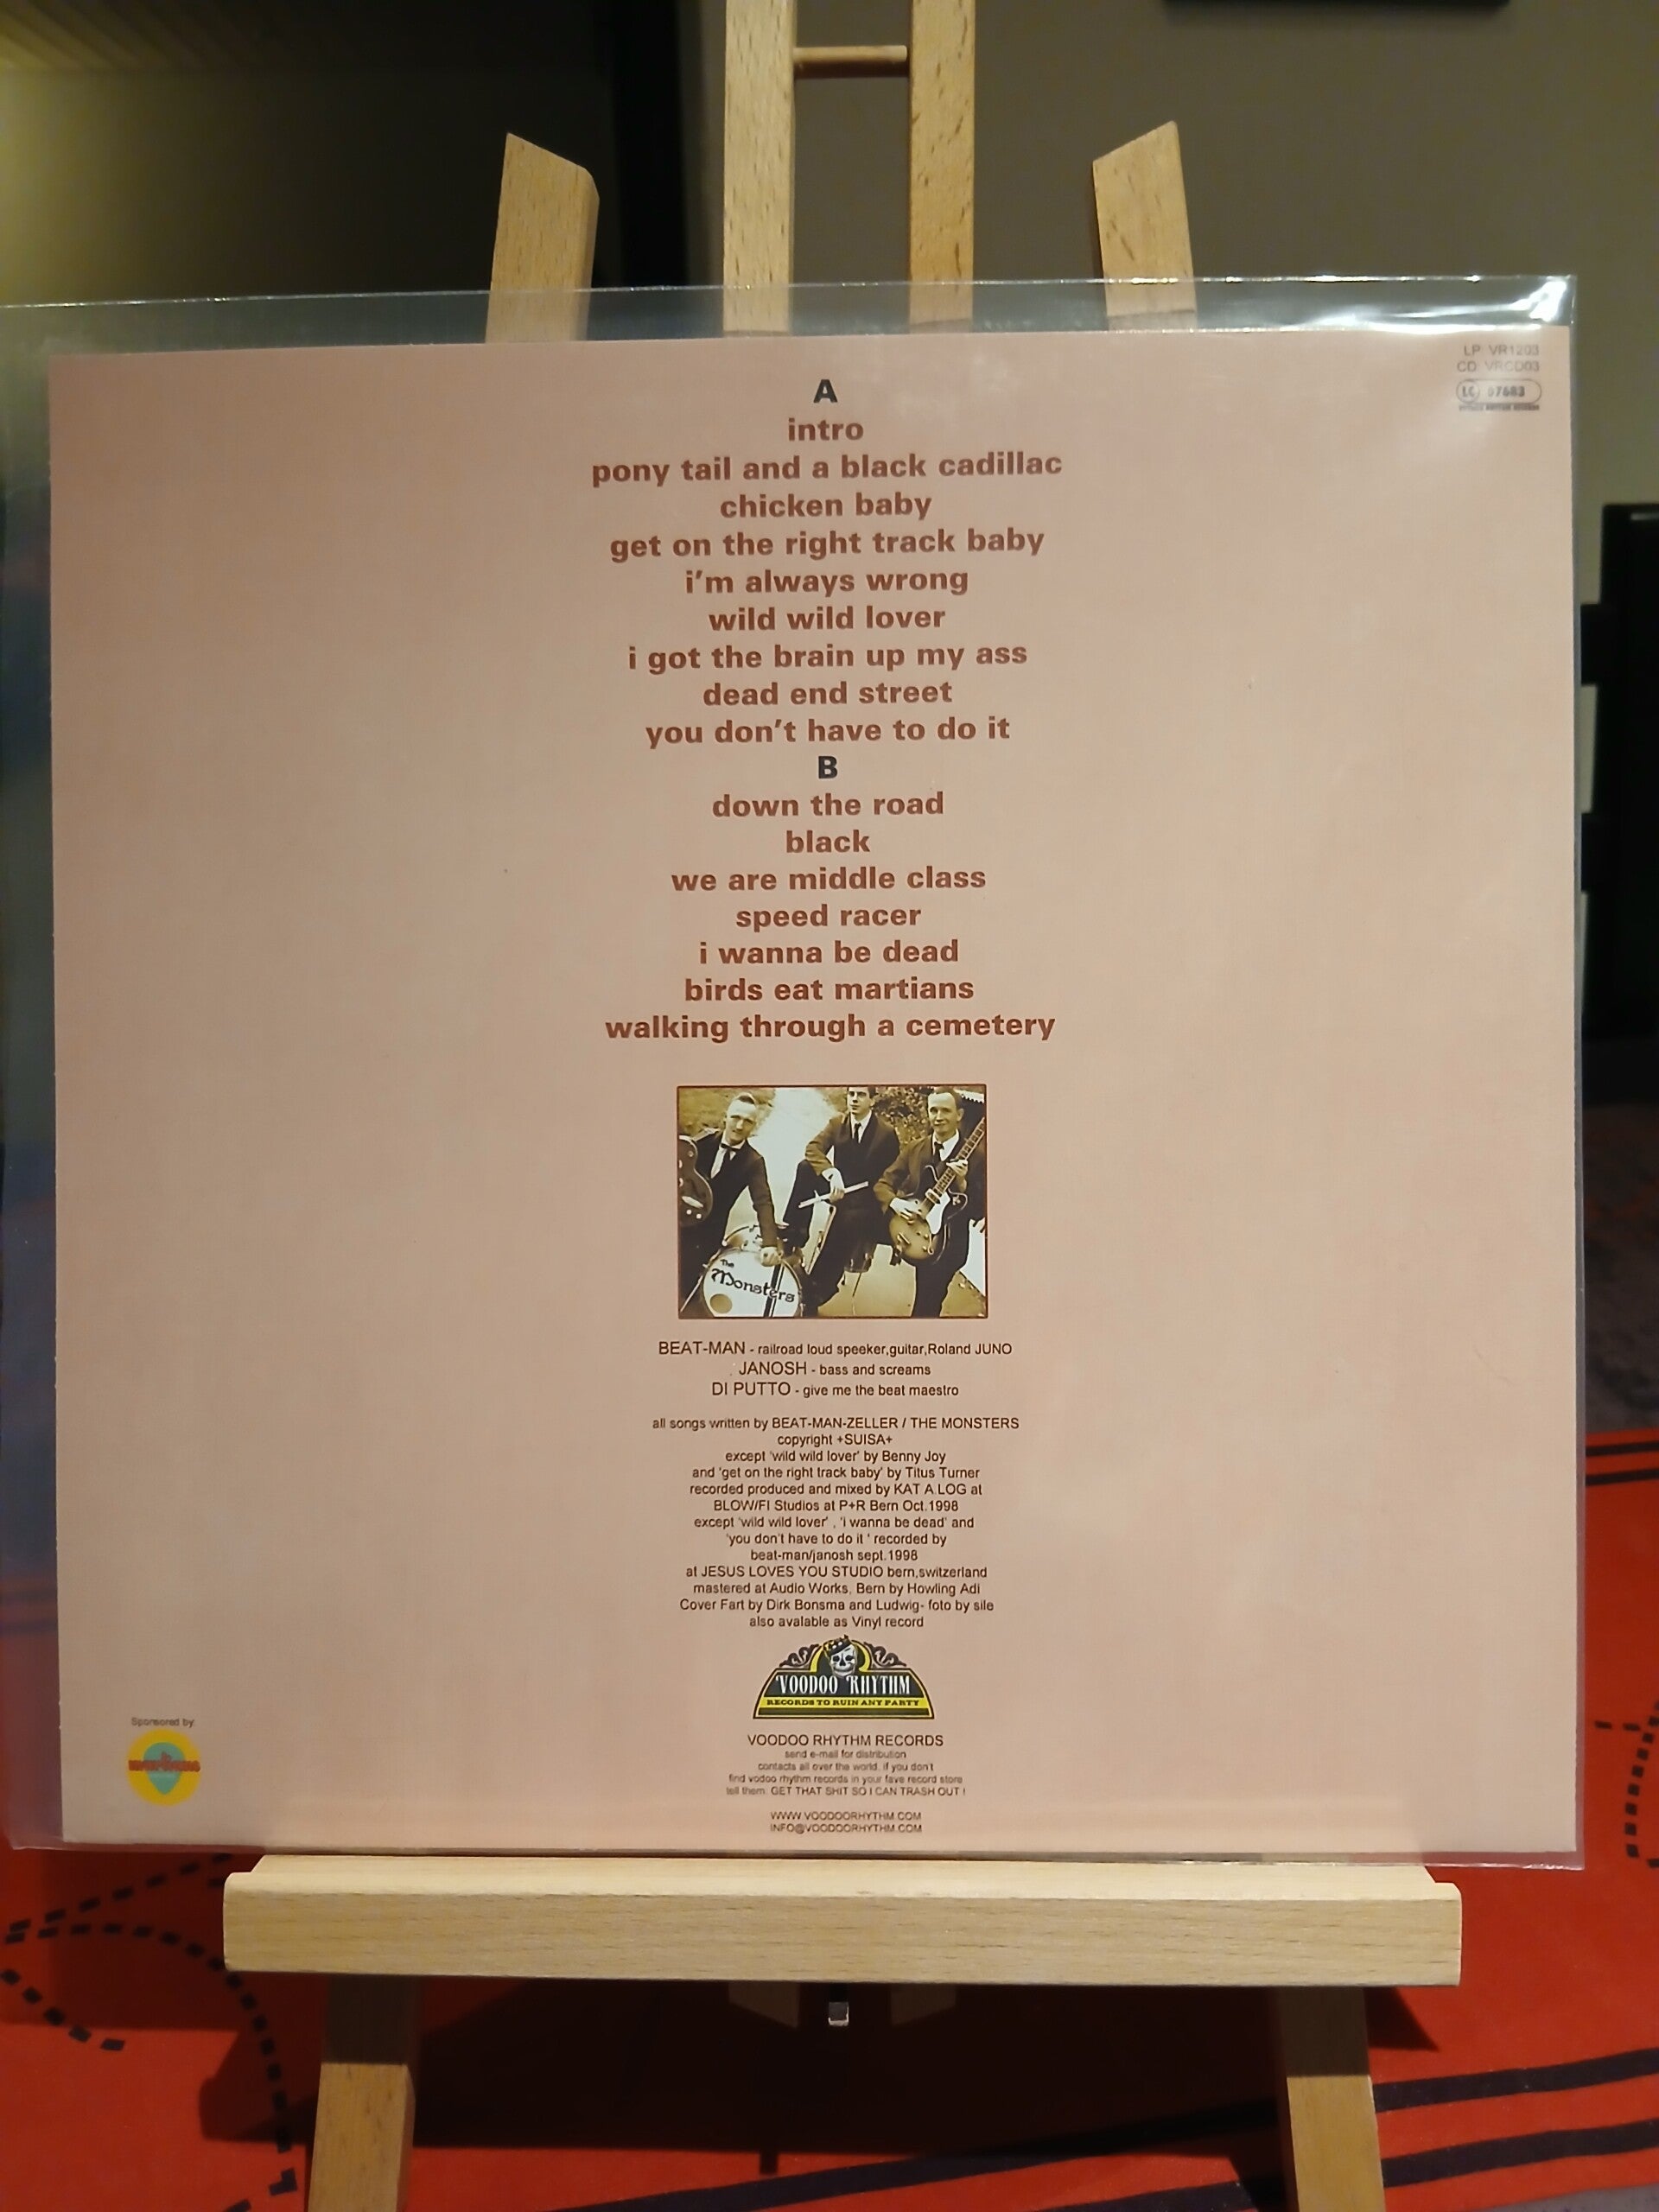 LP: VR1203
CD: VRCD03
LC 07683
A
intro
pony tail and a black cadillac
chicken baby
get on the right track baby
i'm always wrong
wild wild lover
i got the brain up my ass
dead end street
you don't have to do it
B
down the road
black
we are middle class
speed racer
i wanna be dead
birds eat martians
walking through a cemetery
The
Monsters
BEAT-MAN - railroad loud speeker,guitar,Roland JUNO
JANOSH - bass and screams
DI PUTTO - give me the beat maestro
all songs written by BEAT-MAN-ZELLER / THE MONSTERS
copyright +SUISA+
except 'wild wild lover' by Benny Joy
and 'get on the right track baby' by Titus Turner
recorded produced and mixed by KAT A LOG at
BLOW/FI Studios at P+R Bern Oct.1998
except 'wild wild lover' , 'i wanna be dead' and
'you don't have to do it ' recorded by
beat-man/janosh sept.1998
at JESUS LOVES YOU STUDIO bern,switzerland
mastered at Audio Works, Bern by Howling Adi
Cover Fart by Dirk Bonsma and Ludwig- foto by sile
also avalable as Vinyl record
VOODOO RHYTHM
RECORDS TO RUIN ANY PARTY
Sponsored by:
VOODOO RHYTHM RECORDS
send e-mail for distribution
contacts all over the world. if you don't
find vodoo rhythm records in your fave record store
tell them: GET THAT SHIT SO I CAN TRASH OUT !
WWW.VOODOORHYTHM.COM
INFO@VOODOORHYTHM.COM